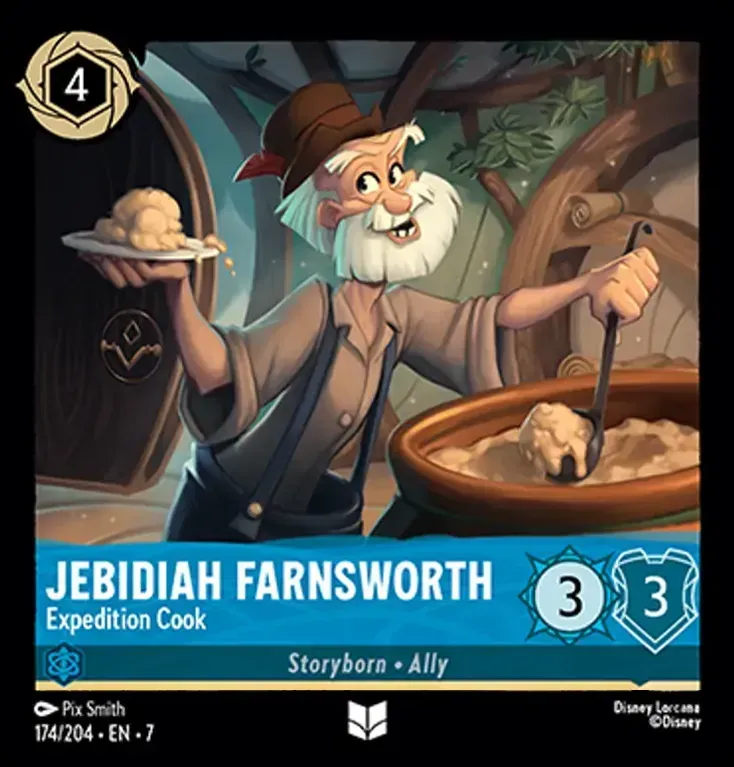 4
JEBIDIAH FARNSWORTH
Expedition Cook
3
3
Storyborn • Ally
Pix Smith
174/204 • EN • 7
Disney Lorcana
©Disney